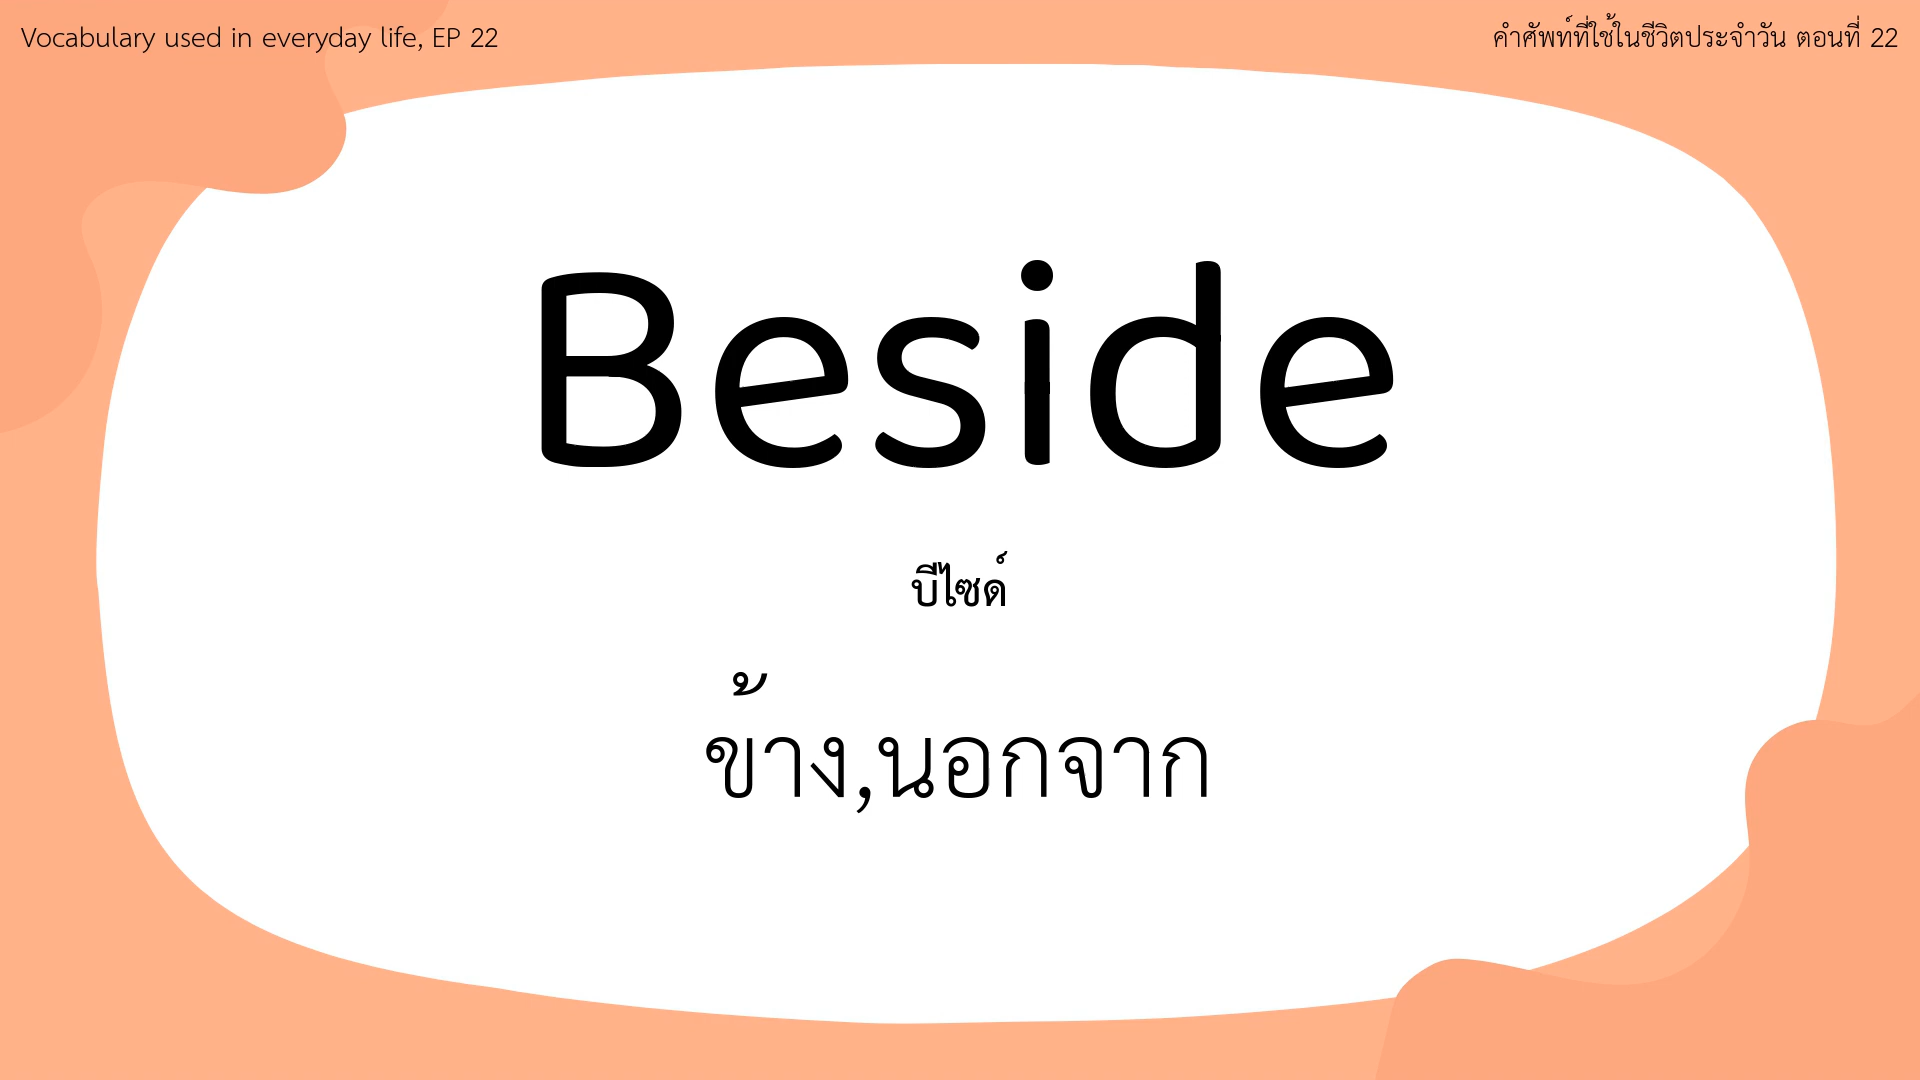 Vocabulary used in everyday life, EP 22
คำศัพท์ที่ใช้ในชีวิตประจำวัน ตอนที่ 22
Beside
บีไซด์
ข้าง,นอกจาก